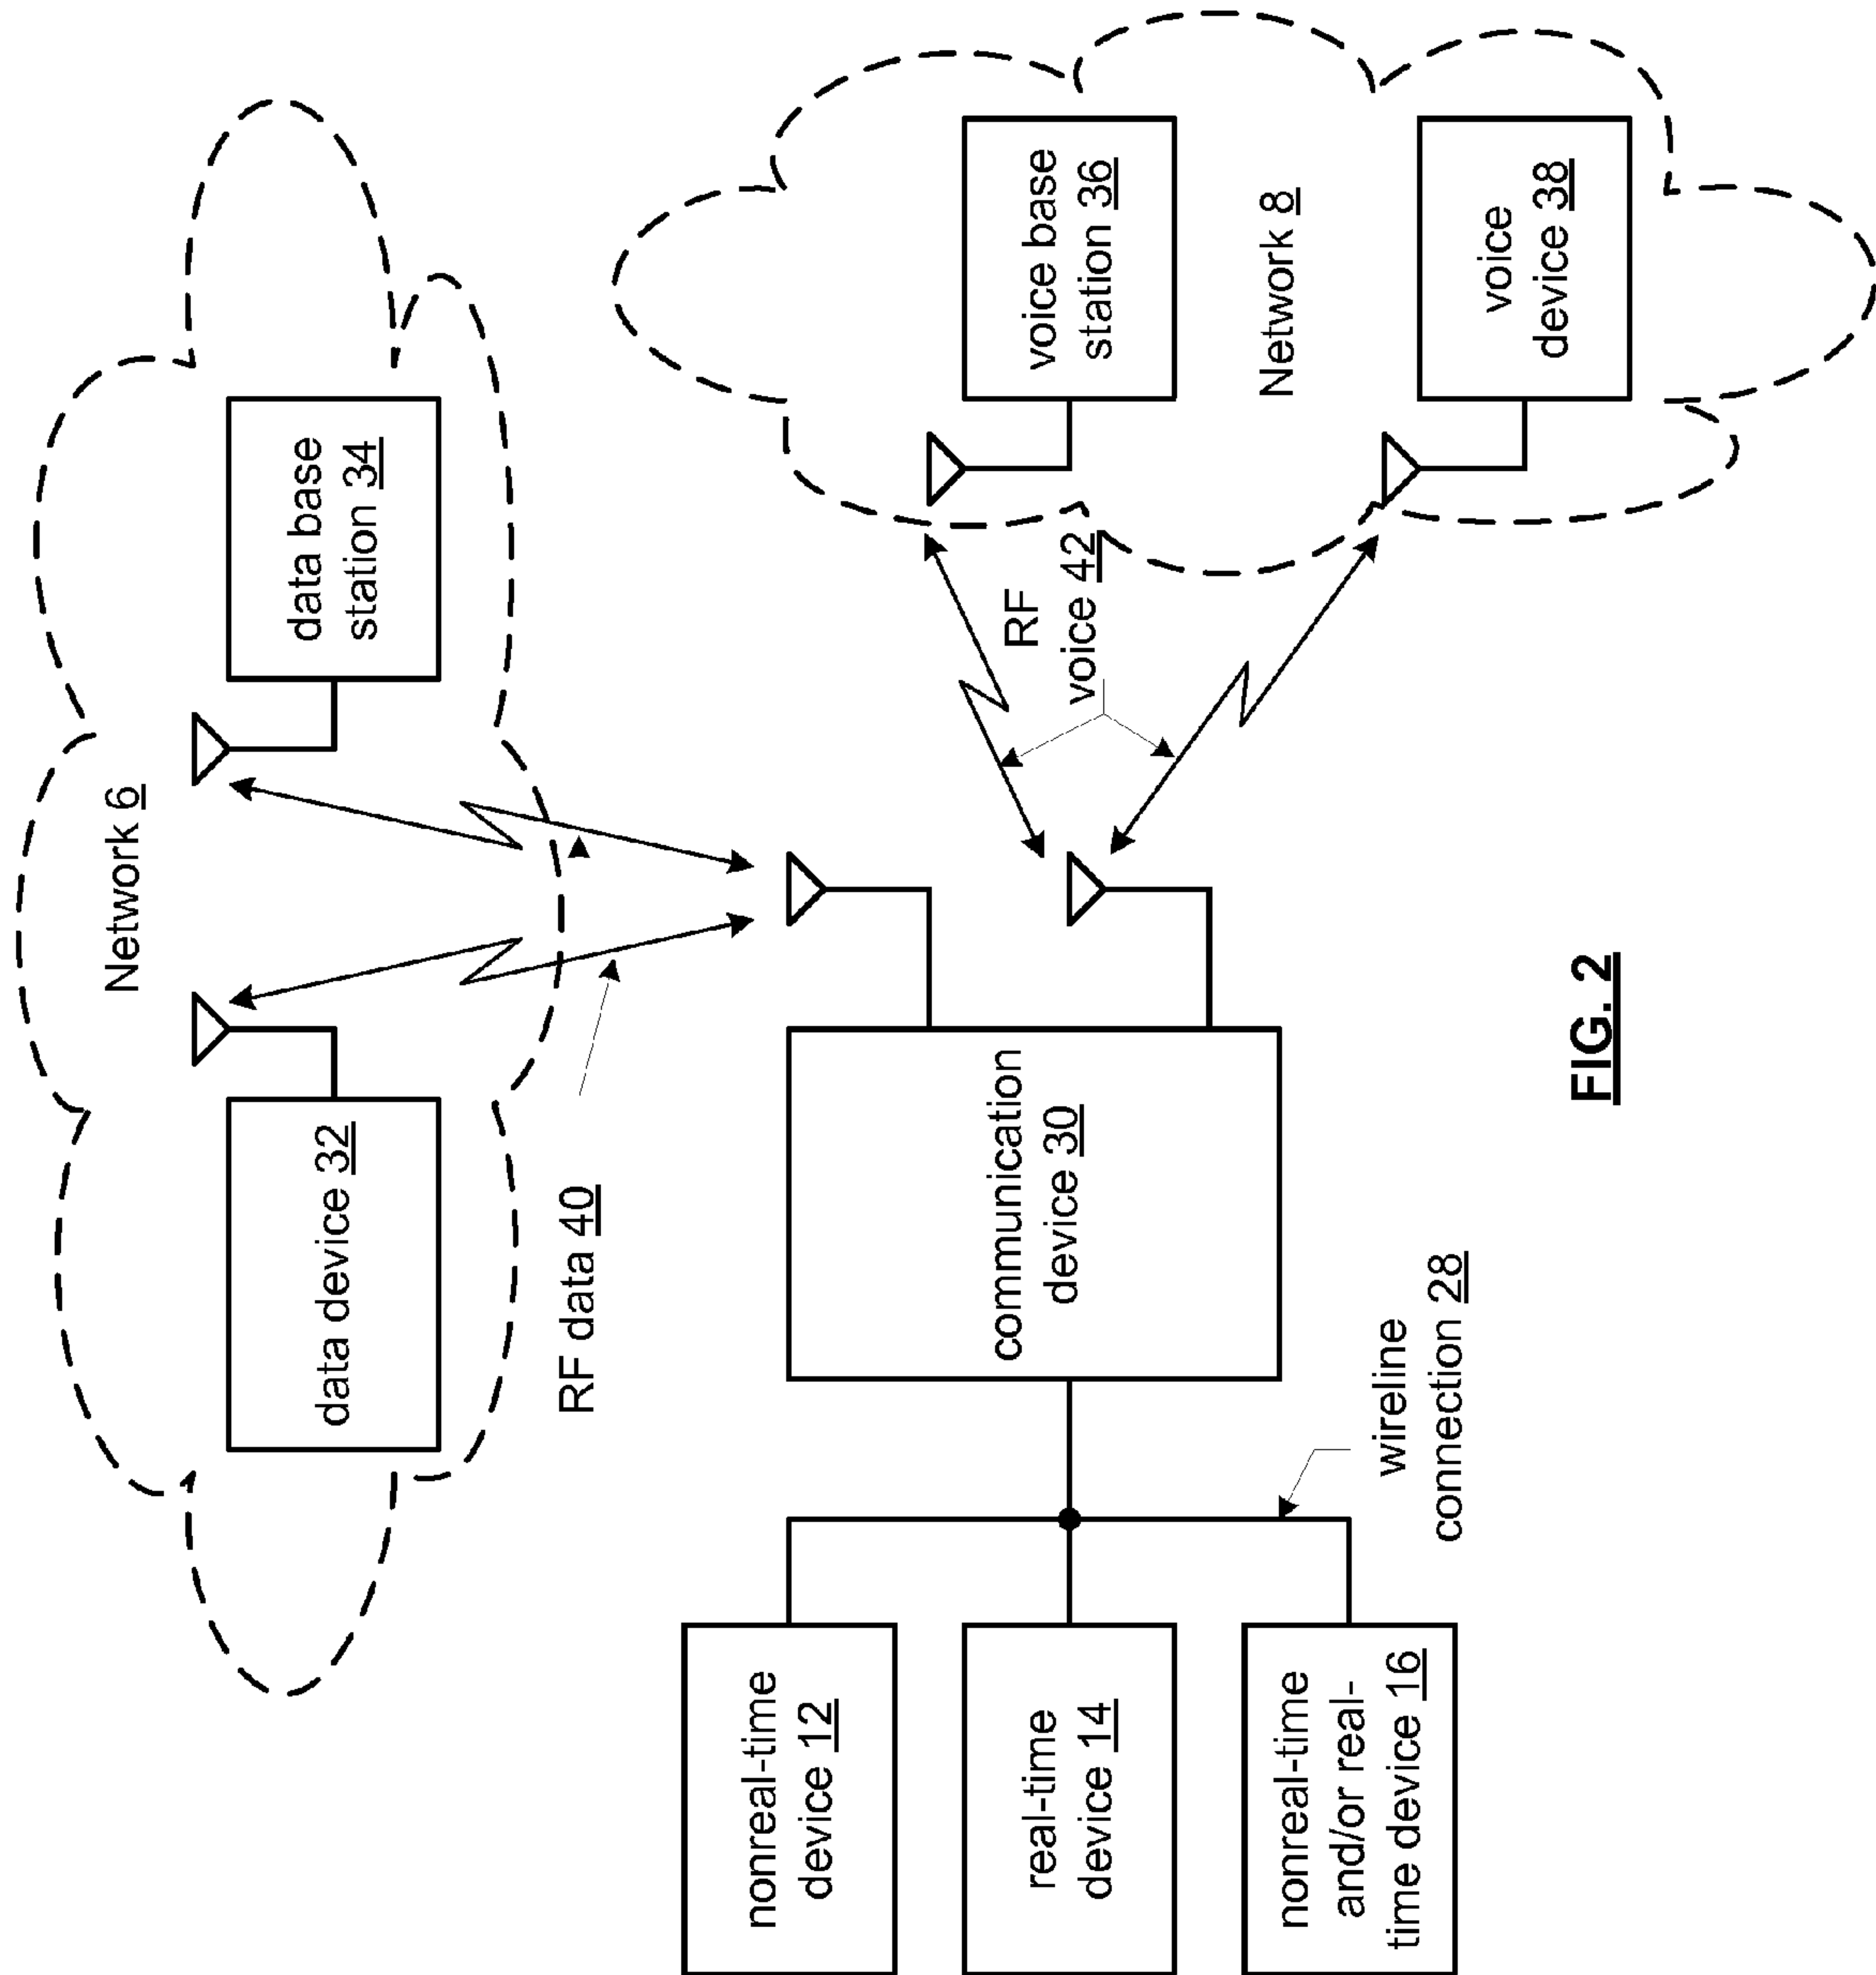 Network 6
data device 32
data base
station 34
RF data 40
nonreal-time
device 12
real-time
device 14
nonreal-time
and/or real-
time device 16
communication
device 30
wireline
connection 28
RF
voice 42
voice base
station 36
Network 8
voice
device 38
FIG. 2